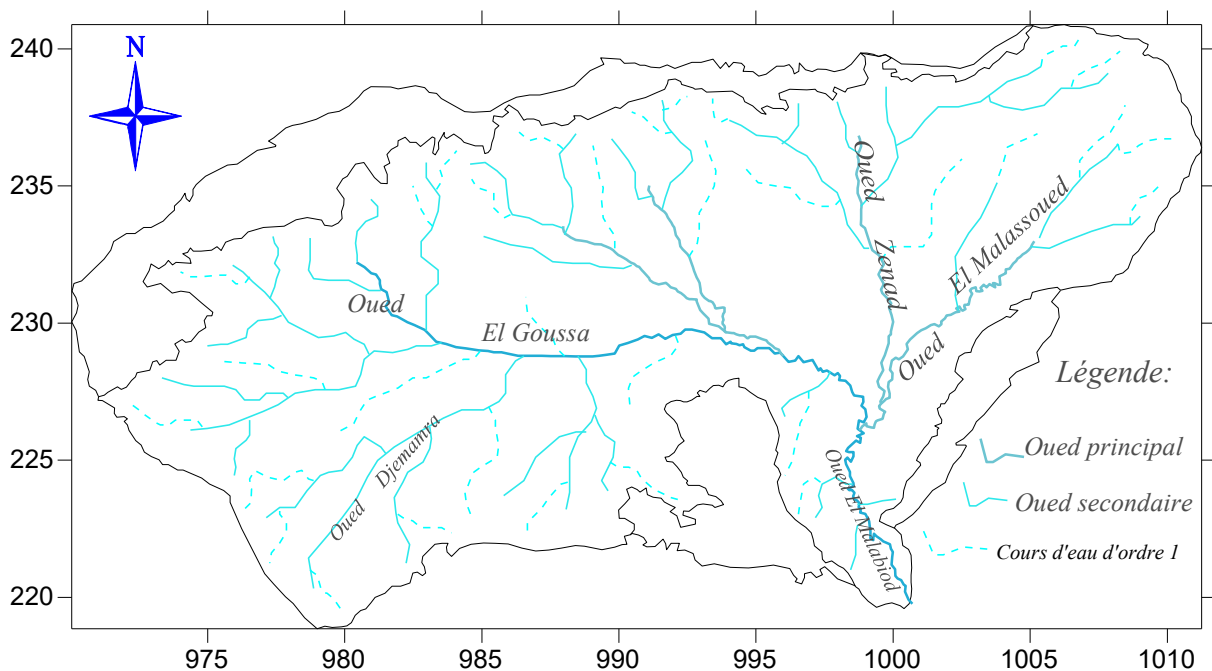 N
240
235
230
225
220
975
980
985
990
995
1000
1005
1010
Oued
El Goussa
Oued
Djemamra
Oued
Zenad
Oued
El Malassoued
Oued El Malabiod
Légende:
Oued principal
Oued secondaire
Cours d'eau d'ordre 1